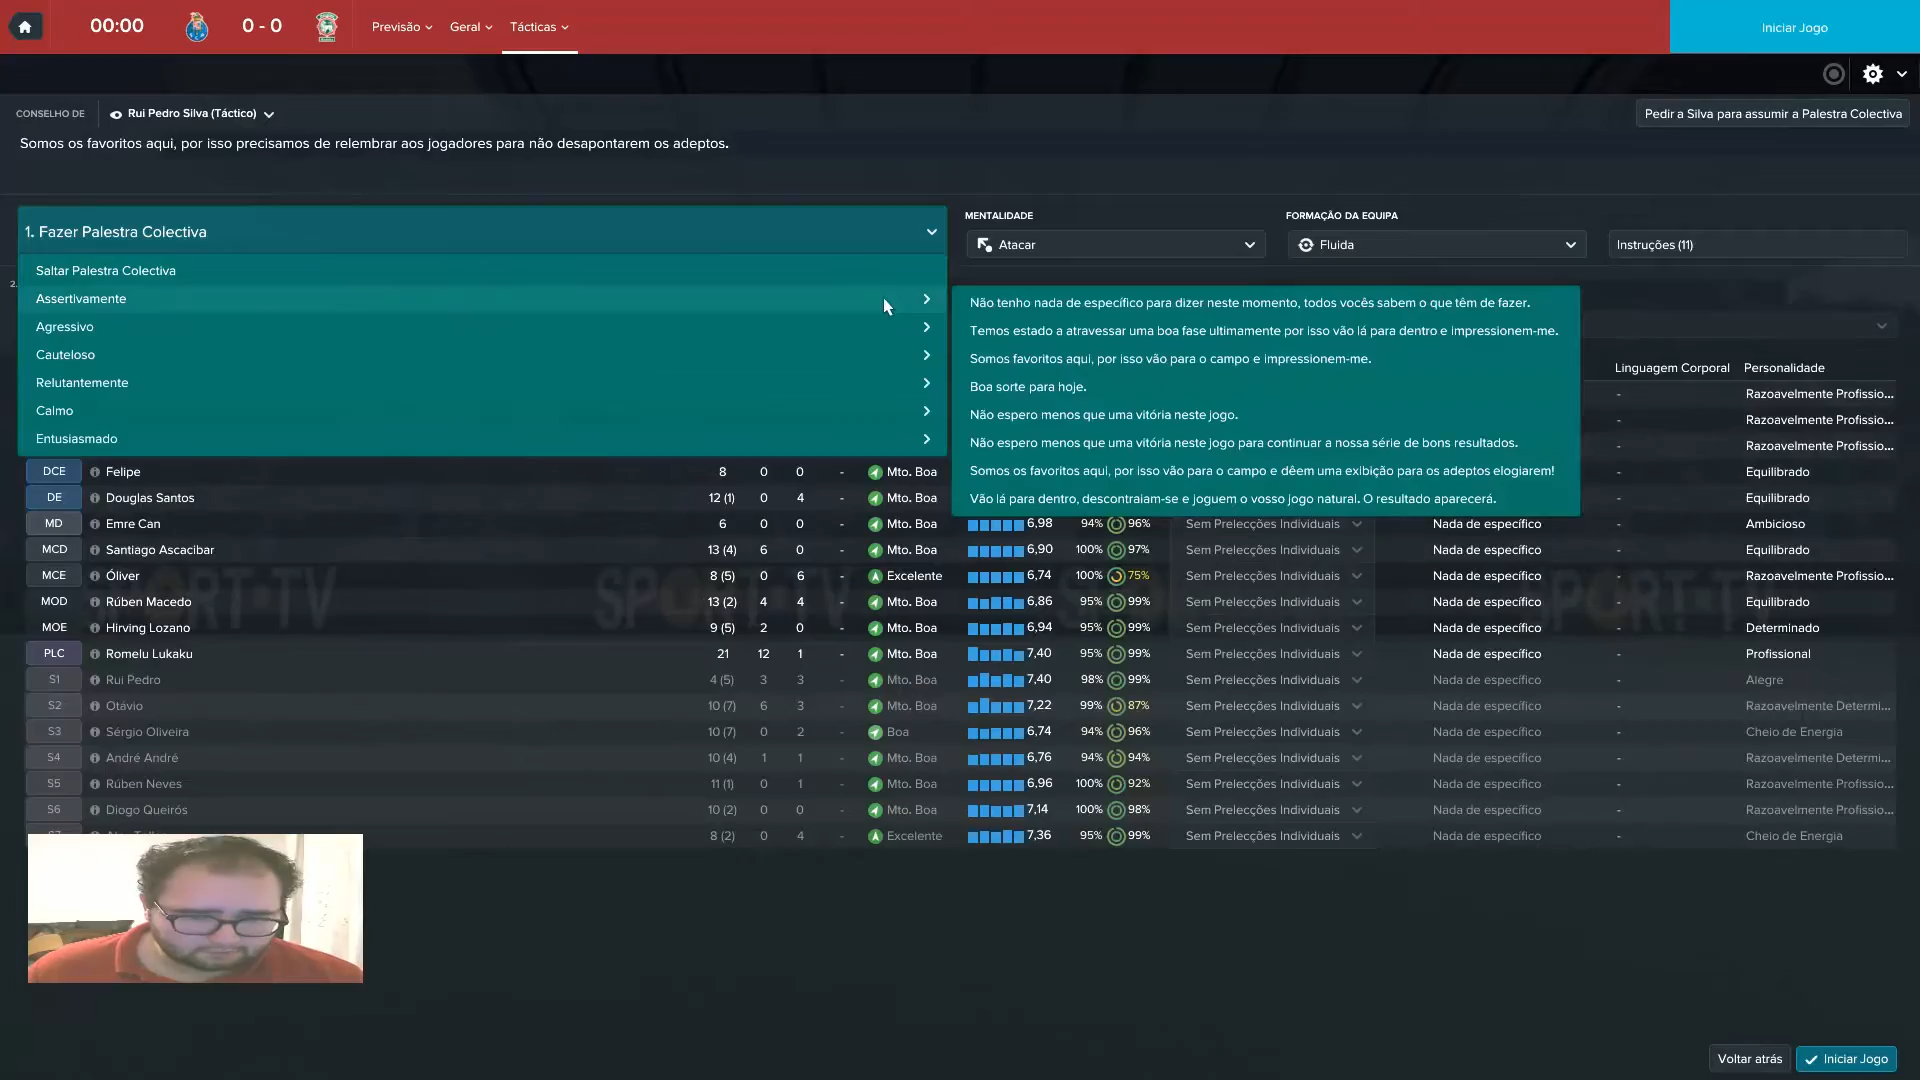 00:00
0 - 0
Previsão
Geral
Tácticas
Iniciar Jogo
CONSELHO DE
Rui Pedro Silva (Táctico)
Pedir a Silva para assumir a Palestra Colectiva
Somos os favoritos aqui, por isso precisamos de relembrar aos jogadores para não desapontarem os adeptos.
1. Fazer Palestra Colectiva
MENTALIDADE
FORMAÇÃO DA EQUIPA
Atacar
Fluida
Instruções (11)
Saltar Palestra Colectiva
2.
Assertivamente
Agressivo
Cauteloso
Relutantemente
Calmo
Entusiasmado
Não tenho nada de específico para dizer neste momento, todos vocês sabem o que têm de fazer.
Temos estado a atravessar uma boa fase ultimamente por isso vão lá para dentro e impressionem-me.
Somos favoritos aqui, por isso vão para o campo e impressionem-me.
Boa sorte para hoje.
Não espero menos que uma vitória neste jogo.
Não espero menos que uma vitória neste jogo para continuar a nossa série de bons resultados.
Somos os favoritos aqui, por isso vão para o campo e dêem uma exibição para os adeptos elogiarem!
Vão lá para dentro, descontraiam-se e joguem o vosso jogo natural. O resultado aparecerá.
Linguagem Corporal Personalidade
- Razoavelmente Profissio...
- Razoavelmente Profissio...
- Razoavelmente Profissio...
DCE Felipe 8 0 0 - Mto. Boa - Equilibrado
DE Douglas Santos 12 (1) 0 4 - Mto. Boa - Equilibrado
MD Emre Can 6 0 0 - Mto. Boa 6,98 94% 96% Sem Prelecções Individuais Nada de específico - Ambicioso
MCD Santiago Ascacibar 13 (4) 6 0 - Mto. Boa 6,90 100% 97% Sem Prelecções Individuais Nada de específico - Equilibrado
MCE Óliver 8 (5) 0 6 - Excelente 6,74 100% 75% Sem Prelecções Individuais Nada de específico - Razoavelmente Profissio...
MOD Rúben Macedo 13 (2) 4 4 - Mto. Boa 6,86 95% 99% Sem Prelecções Individuais Nada de específico - Equilibrado
MOE Hirving Lozano 9 (5) 2 0 - Mto. Boa 6,94 95% 99% Sem Prelecções Individuais Nada de específico - Determinado
PLC Romelu Lukaku 21 12 1 - Mto. Boa 7,40 95% 99% Sem Prelecções Individuais Nada de específico - Profissional
S1 Rui Pedro 4 (5) 3 3 - Mto. Boa 7,40 98% 99% Sem Prelecções Individuais Nada de específico - Alegre
S2 Otávio 10 (7) 6 3 - Mto. Boa 7,22 99% 87% Sem Prelecções Individuais Nada de específico - Razoavelmente Determi...
S3 Sérgio Oliveira 10 (7) 0 2 - Boa 6,74 94% 96% Sem Prelecções Individuais Nada de específico - Cheio de Energia
S4 André André 10 (4) 1 1 - Mto. Boa 6,76 94% 94% Sem Prelecções Individuais Nada de específico - Razoavelmente Determi...
S5 Rúben Neves 11 (1) 0 1 - Mto. Boa 6,96 100% 92% Sem Prelecções Individuais Nada de específico - Razoavelmente Profissio...
S6 Diogo Queirós 10 (2) 0 0 - Mto. Boa 7,14 100% 98% Sem Prelecções Individuais Nada de específico - Razoavelmente Profissio...
8 (2) 0 4 - Excelente 7,36 95% 99% Sem Prelecções Individuais Nada de específico - Cheio de Energia
Voltar atrás
Iniciar Jogo